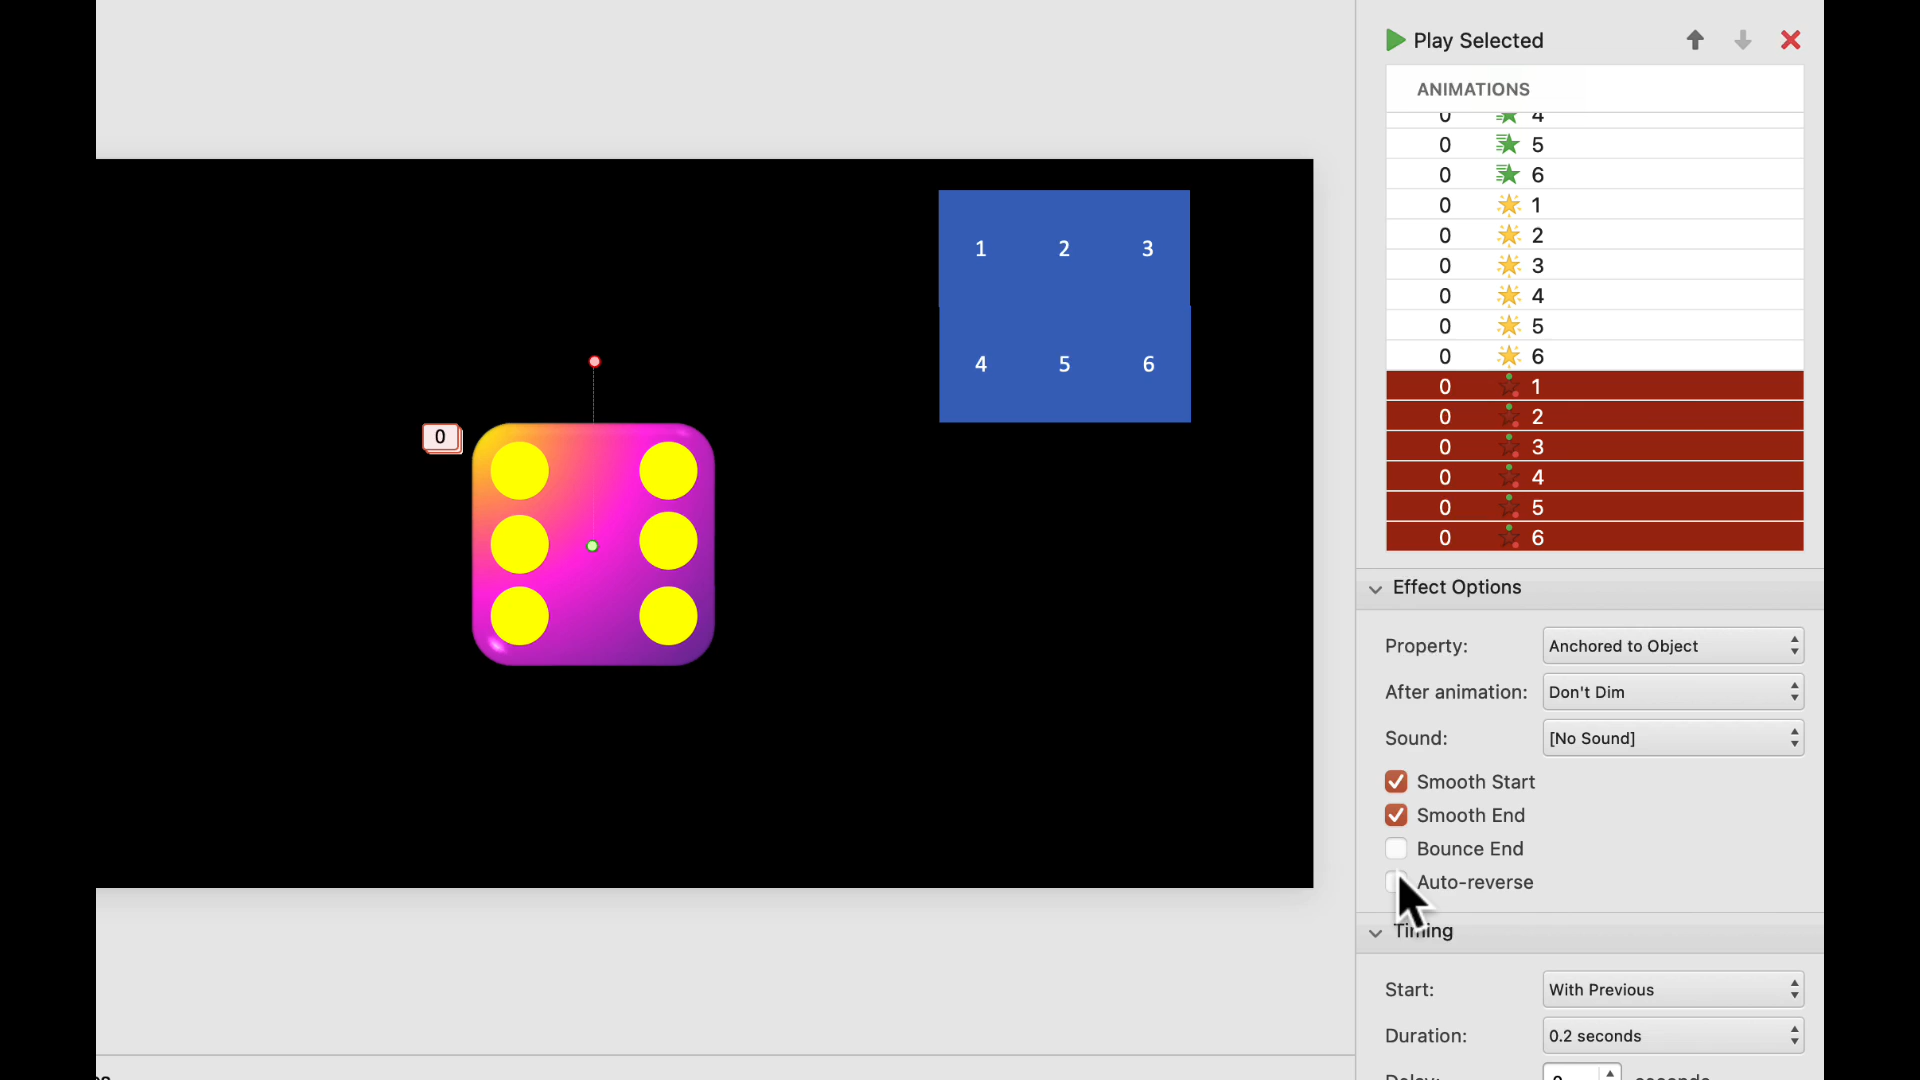 Play Selected
ANIMATIONS
0 4
0 5
0 6
0 1
0 2
0 3
0 4
0 5
0 6
0 1
0 2
0 3
0 4
0 5
0 6
1 2 3
4 5 6
0
Effect Options
Property: Anchored to Object
After animation: Don't Dim
Sound: [No Sound]
Smooth Start
Smooth End
Bounce End
Auto-reverse
Timing
Start: With Previous
Duration: 0.2 seconds